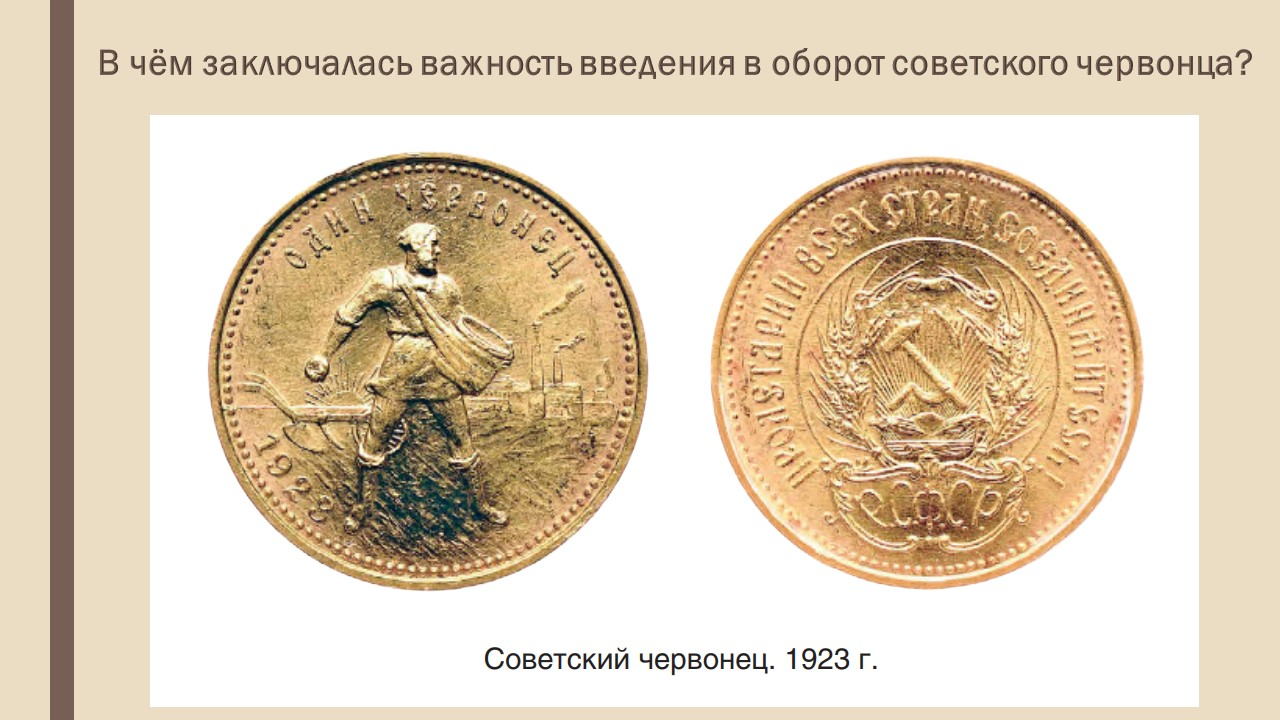 В чём заключалась важность введения в оборот советского червонца?
ОДИН ЧЕРВОНЕЦ
1923
ПРОЛЕТАРИИ ВСЕХ СТРАН, СОЕДИНЯЙТЕСЬ!
РСФСР
Советский червонец. 1923 г.